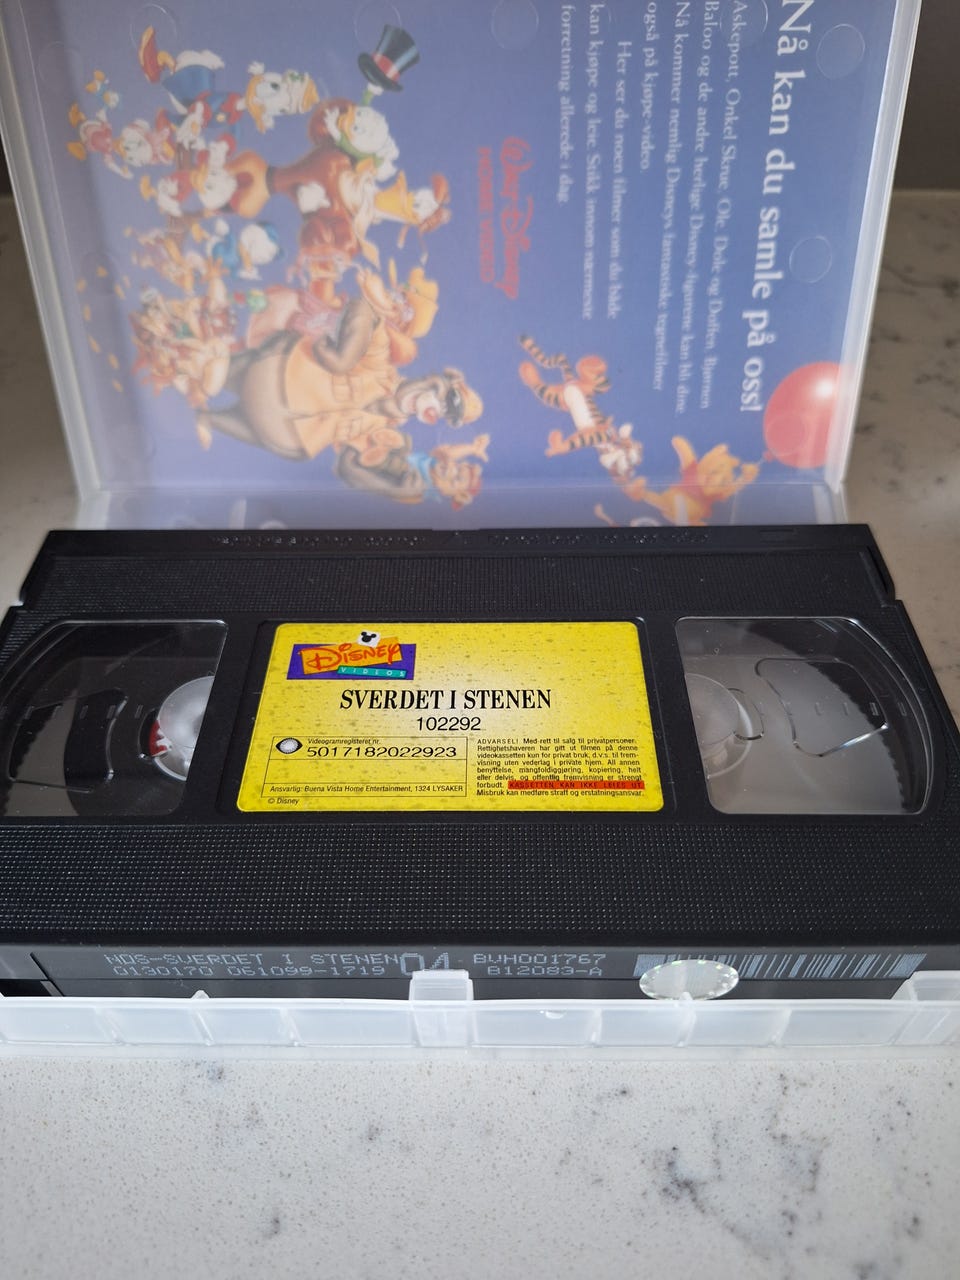 Nå kan du samle på oss!
Askepott, Onkel Skrue, Ole, Dole og Doffen, Bjørnen
Baloo og de andre herlige Disney-figurene kan bli dine.
Nå kommer nemlig Disneys fantastiske tegnefilmer
også på kjøpe-video.
Her ser du noen filmer som du både
kan kjøpe og leie. Stikk innom nærmeste
forretning allerede i dag
WALT DISNEY
HOME VIDEO
DISNEY
VIDEOS
SVERDET I STENEN
102292
Videogramregisteret nr.
5017182022923
Ansvarlig: Buena Vista Home Entertainment, 1324 LYSAKER
© Disney
ADVARSEL! Med rett til salg til privatpersoner.
Rettighetshaveren har gitt ut filmen på denne
videokassetten kun for privat bruk, d.v.s. til frem-
visning uten vederlag i private hjem. All annen
benyttelse, mangfoldiggjøring, kopiering, helt
eller delvis, og offentlig fremvisning er strengt
forbudt. KASSETTEN KAN IKKE LEIES UT.
Misbruk kan medføre straff og erstatningsansvar.
NOS-SVERDET I STENEN 04 BVH001767
0130170 061099-1719 B12083-A